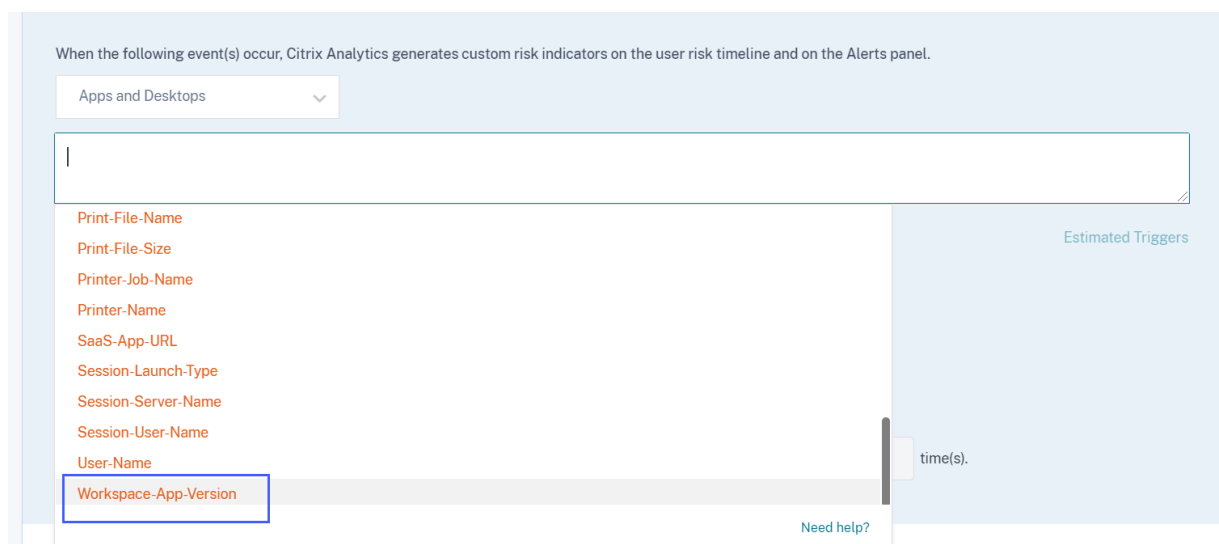 When the following event(s) occur, Citrix Analytics generates custom risk indicators on the user risk timeline and on the Alerts panel.
Apps and Desktops
Print-File-Name
Estimated Triggers
Print-File-Size
Printer-Job-Name
Printer-Name
SaaS-App-URL
Session-Launch-Type
Session-Server-Name
Session-User-Name
User-Name
time(s).
Workspace-App-Version
Need help?